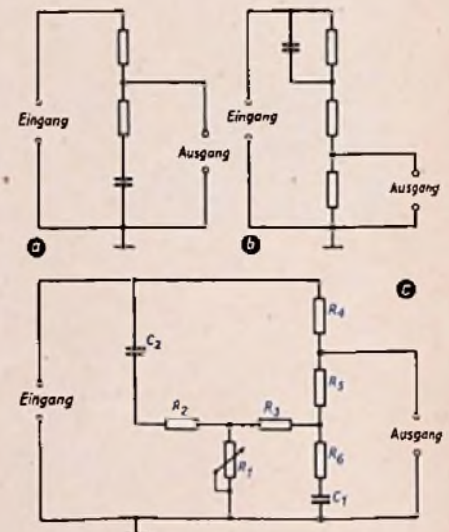 Eingang
Ausgang
a
Eingang
Ausgang
b
c
Eingang
C2
R2
R1
R3
R4
R5
R6
C1
Ausgang